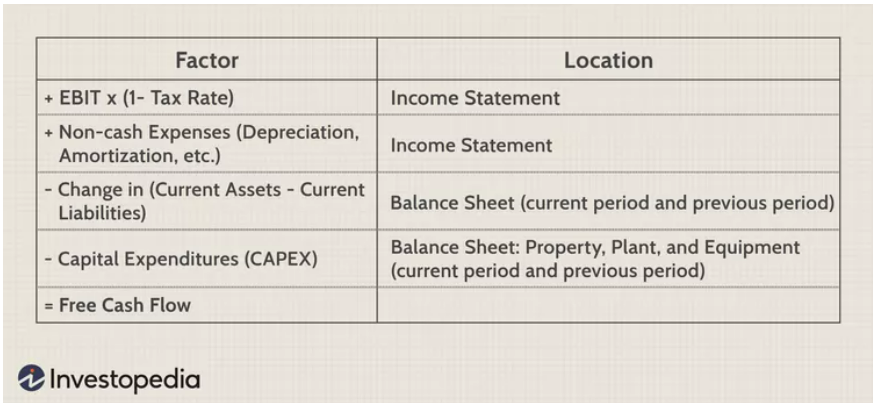 Factor
Location
+ EBIT x (1- Tax Rate)
Income Statement
+ Non-cash Expenses (Depreciation,
Amortization, etc.)
Income Statement
- Change in (Current Assets - Current
Liabilities)
Balance Sheet (current period and previous period)
- Capital Expenditures (CAPEX)
Balance Sheet: Property, Plant, and Equipment
(current period and previous period)
= Free Cash Flow
Investopedia